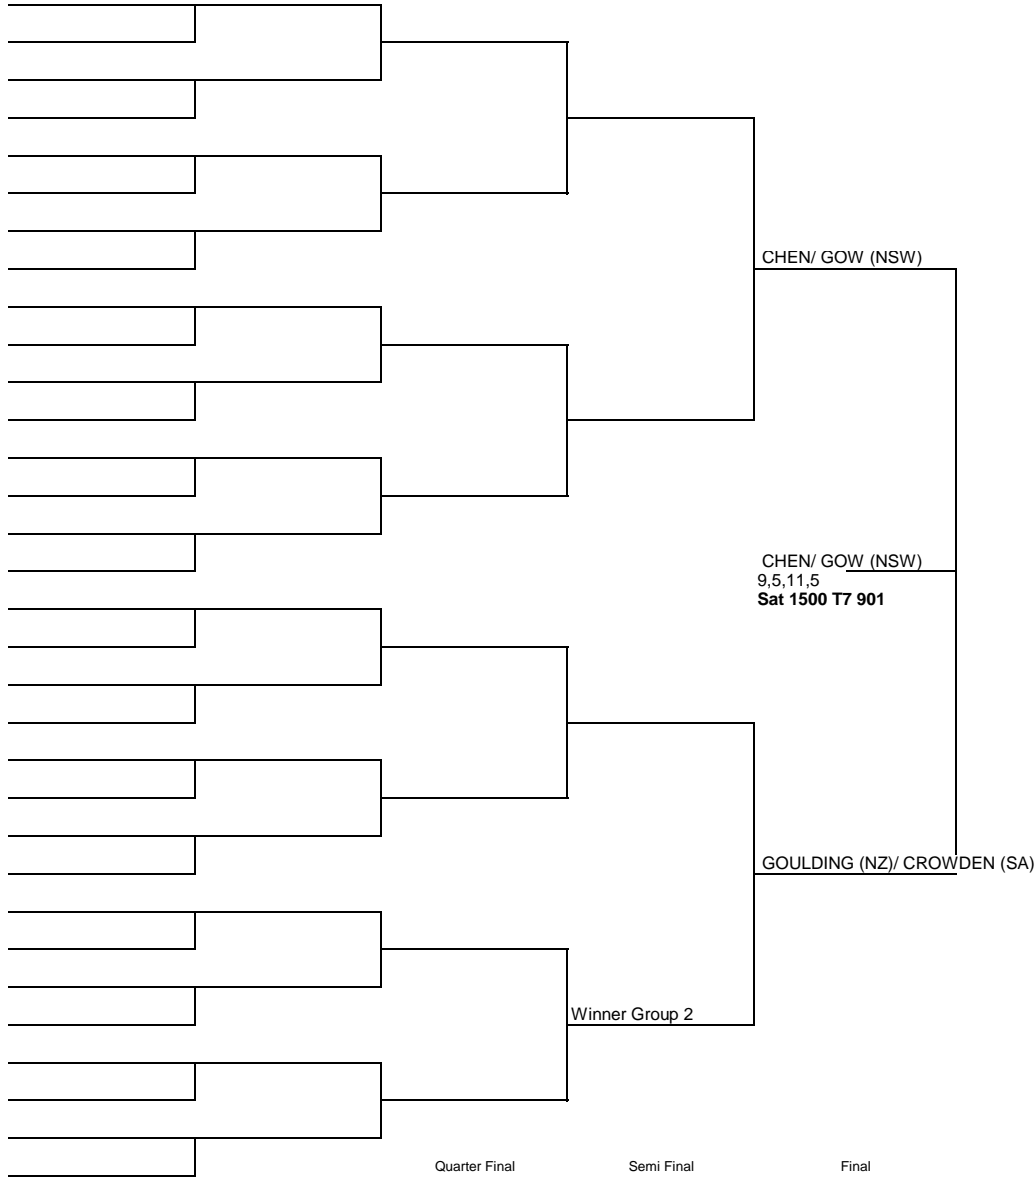 CHEN/ GOW (NSW)
CHEN/ GOW (NSW)
9,5,11,5
Sat 1500 T7 901
GOULDING (NZ)/ CROWDEN (SA)
Winner Group 2
Quarter Final Semi Final Final